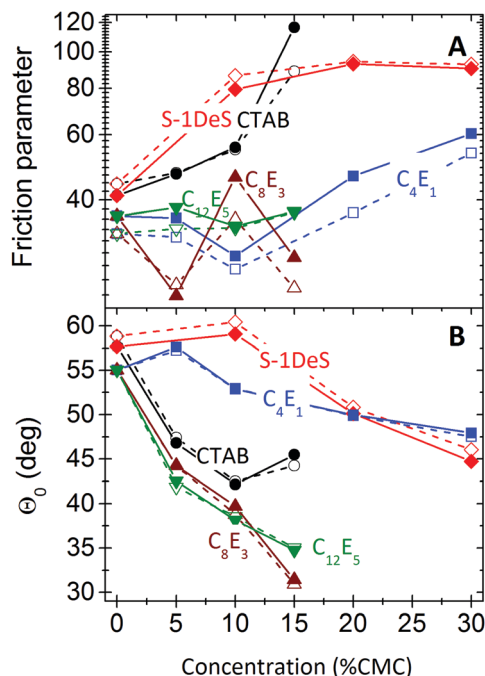 120
100
80
60
40
Friction parameter
A
S-1DeS CTAB
C₈E₃
C₁₂E₅
C₄E₁
60
55
50
45
40
35
30
Θ₀ (deg)
B
S-1DeS
C₄E₁
CTAB
C₈E₃
C₁₂E₅
0 5 10 15 20 25 30
Concentration (%CMC)